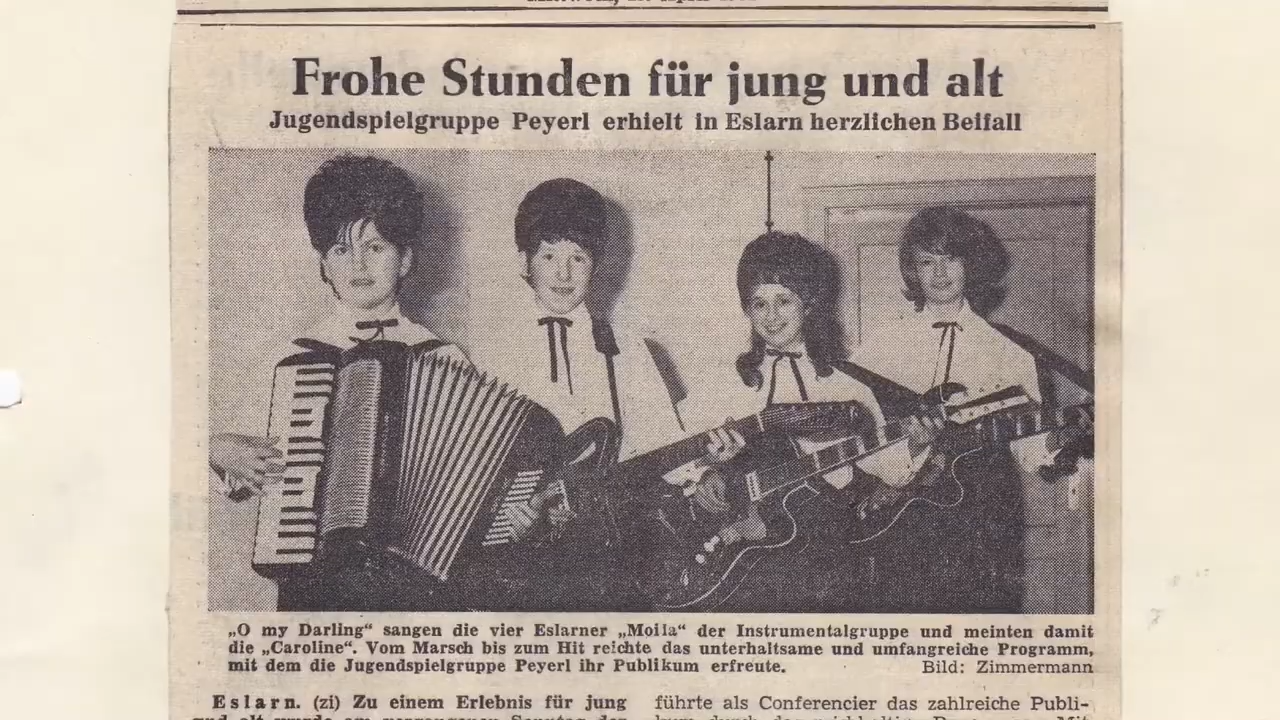 Frohe Stunden für jung und alt
Jugendspielgruppe Peyerl erhielt in Eslarn herzlichen Beifall
„O my Darling“ sangen die vier Eslarner „Moila“ der Instrumentalgruppe und meinten damit
die „Caroline“. Vom Marsch bis zum Hit reichte das unterhaltsame und umfangreiche Programm,
mit dem die Jugendspielgruppe Peyerl ihr Publikum erfreute. Bild: Zimmermann
Eslarn. (zi) Zu einem Erlebnis für jung
führte als Conferencier das zahlreiche Publi-